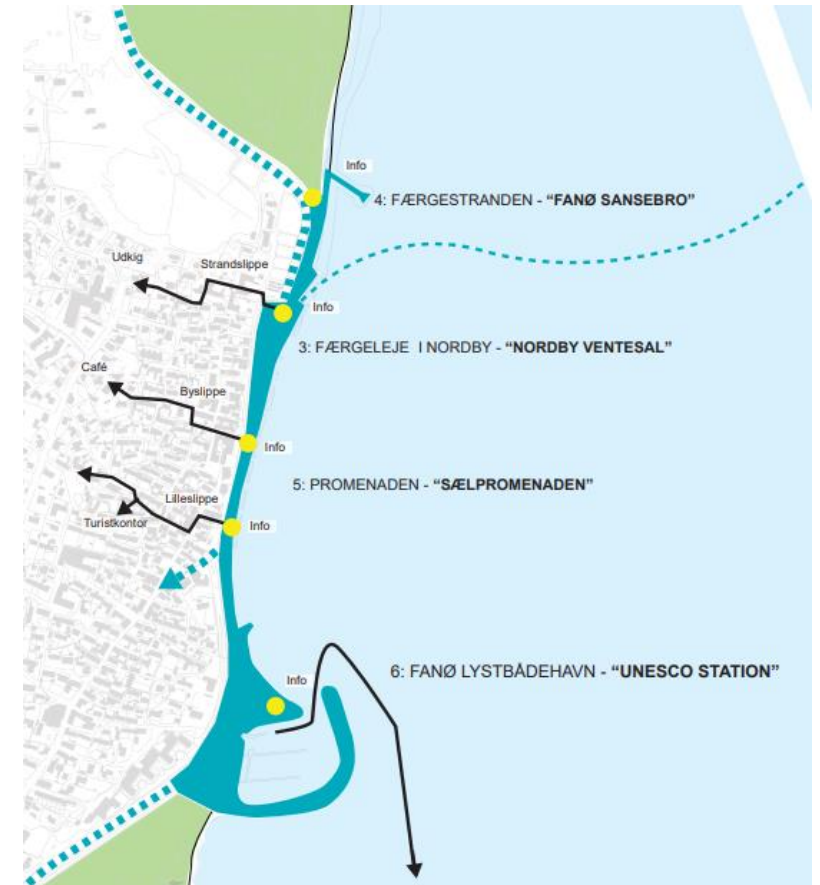 Info
4: FÆRGESTRANDEN - “FANØ SANSEBRO”
Udkig
Strandslippe
Info
3: FÆRGELEJE I NORDBY - “NORDBY VENTESAL”
Café
Byslippe
Info
5: PROMENADEN - “SÆLPROMENADEN”
Lilleslippe
Turistkontor
Info
6: FANØ LYSTBÅDEHAVN - “UNESCO STATION”
Info